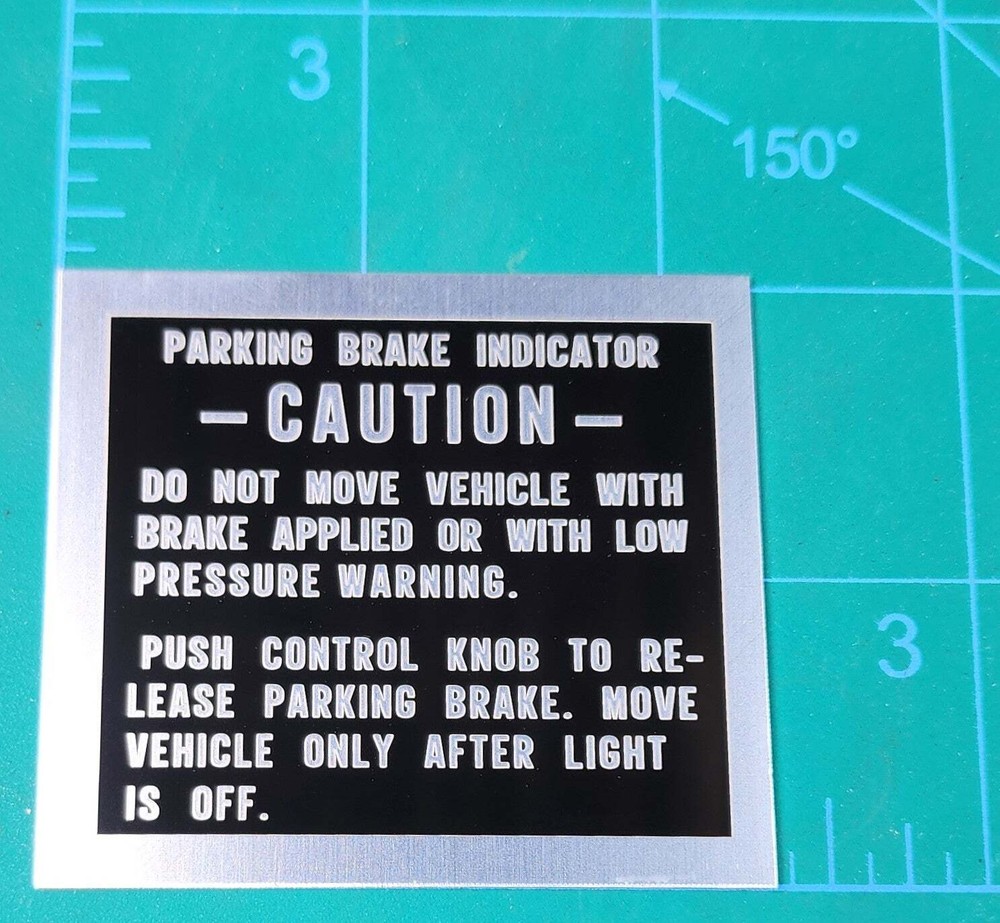 3
150°
PARKING BRAKE INDICATOR
— CAUTION —
DO NOT MOVE VEHICLE WITH
BRAKE APPLIED OR WITH LOW
PRESSURE WARNING.
PUSH CONTROL KNOB TO RE-
LEASE PARKING BRAKE. MOVE
VEHICLE ONLY AFTER LIGHT
IS OFF.
3